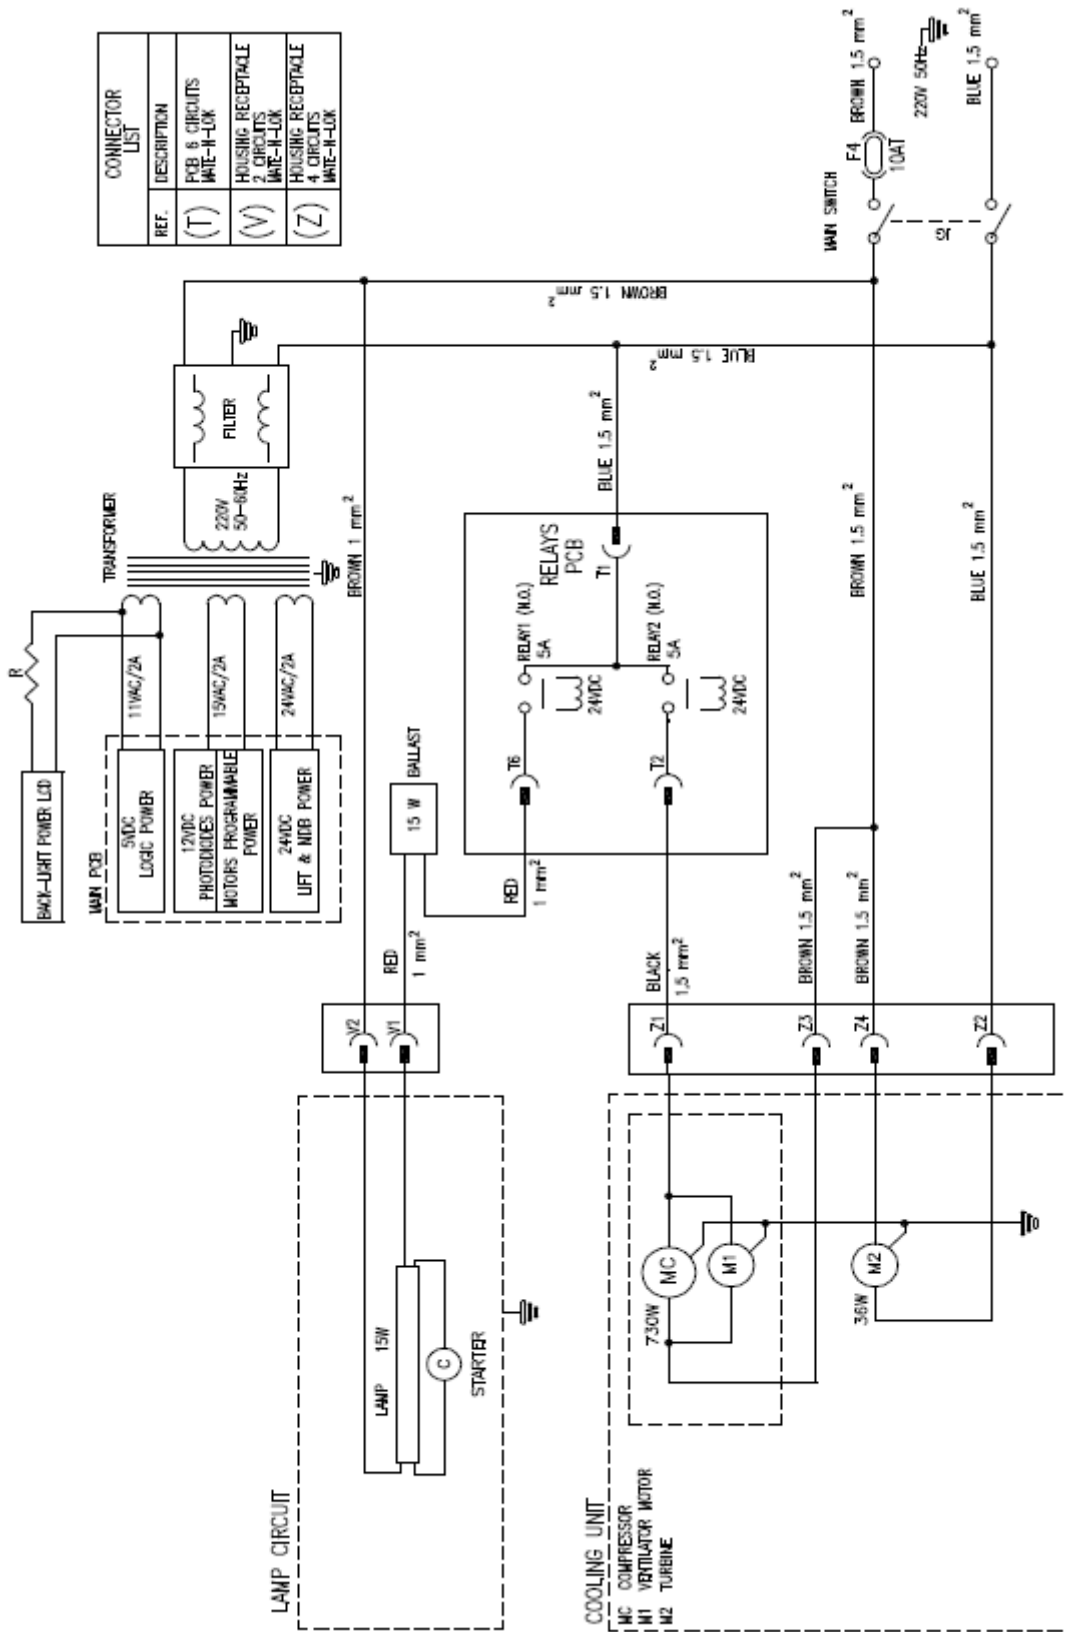 CONNECTOR
LIST
REF. DESCRIPTION
(T) PCB 6 CIRCUITS
MATE-N-LOK
(V) HOUSING RECEPTACLE
2 CIRCUITS
MATE-N-LOK
(Z) HOUSING RECEPTACLE
4 CIRCUITS
MATE-N-LOK
BACK-LIGHT POWER LCD
R
MAIN PCB
5VDC
LOGIC POWER
12VDC
PHOTODIODES POWER
MOTORS PROGRAMMABLE
POWER
24VDC
LIFT & NDB POWER
11VAC/2A
15VAC/2A
24VAC/2A
TRANSFORMER
220V
50-60Hz
FILTER
BROWN 1 mm²
BROWN 1.5 mm²
BLUE 1.5 mm²
LAMP CIRCUIT
LAMP 15W
C
STARTER
V2
V1
RED
1 mm²
15 W
BALLAST
RED
1 mm²
T6
RELAY1 (N.O.)
5A
24VDC
RELAYS
PCB
T1
BLUE 1.5 mm²
T2
RELAY2 (N.O.)
5A
24VDC
BLACK
1,5 mm²
MAIN SWITCH
F4
10AT
BROWN 1.5 mm²
JG
220V 50Hz
BLUE 1.5 mm²
COOLING UNIT
MC COMPRESSOR
M1 VENTILATOR MOTOR
M2 TURBINE
730W
MC
M1
36W
M2
Z1
Z3
Z4
Z2
BROWN 1.5 mm²
BROWN 1.5 mm²
BROWN 1.5 mm²
BLUE 1.5 mm²